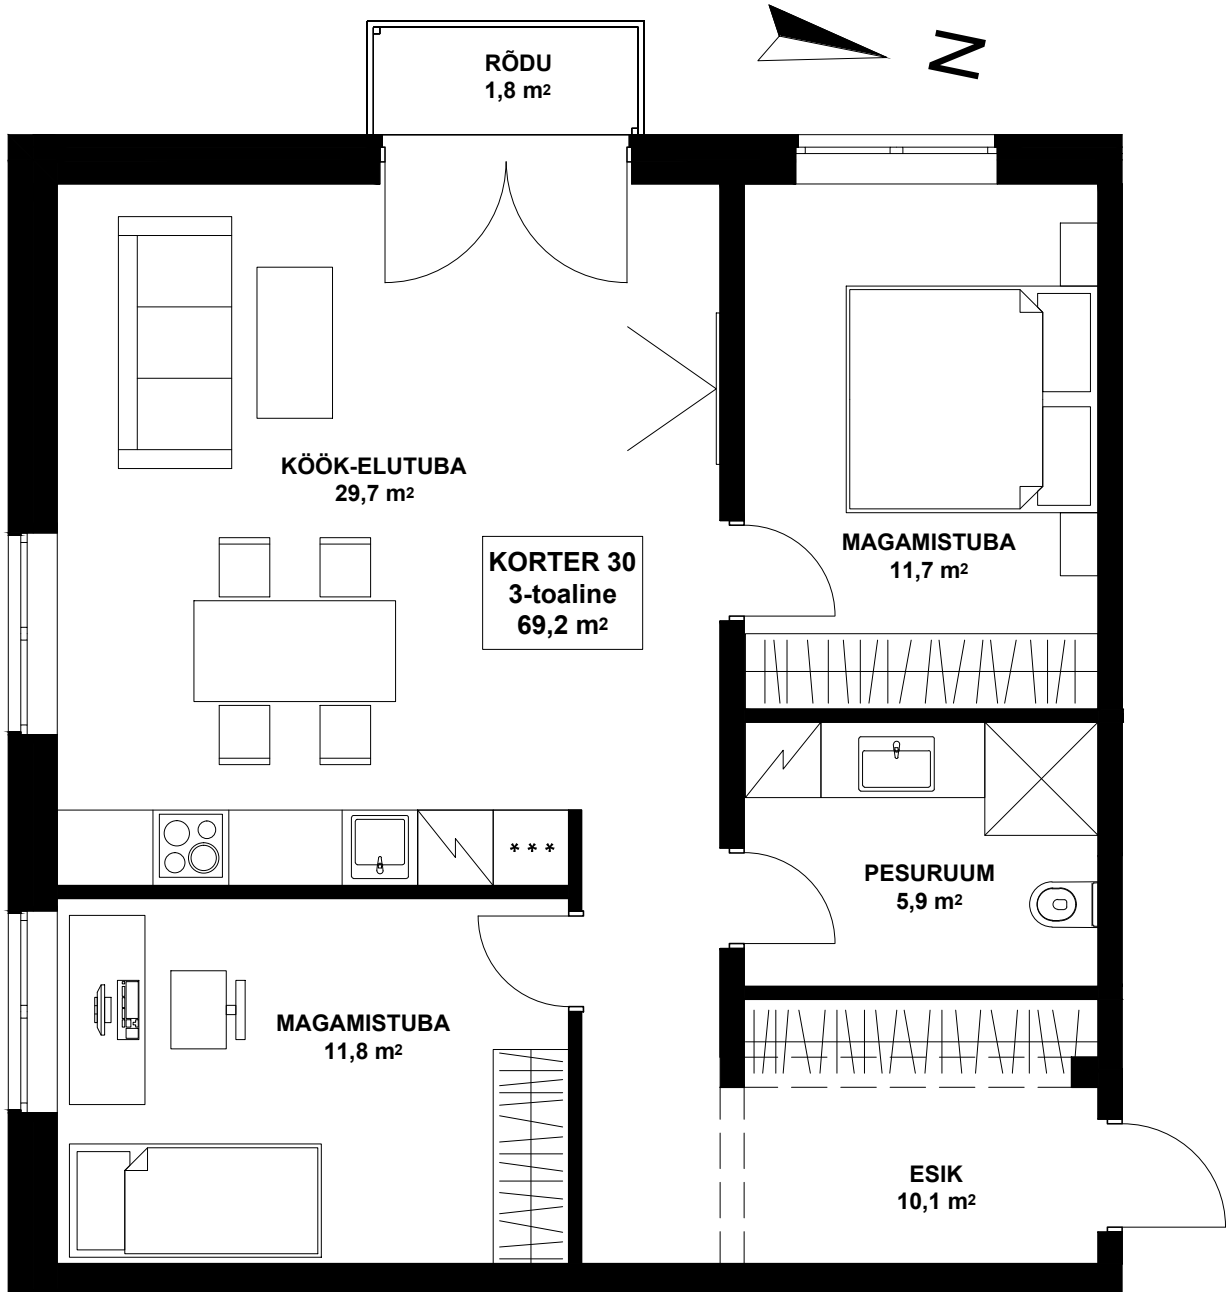 RÕDU
1,8 m²
N
KÖÖK-ELUTUBA
29,7 m²
KORTER 30
3-toaline
69,2 m²
MAGAMISTUBA
11,7 m²
* * *
PESURUUM
5,9 m²
MAGAMISTUBA
11,8 m²
ESIK
10,1 m²